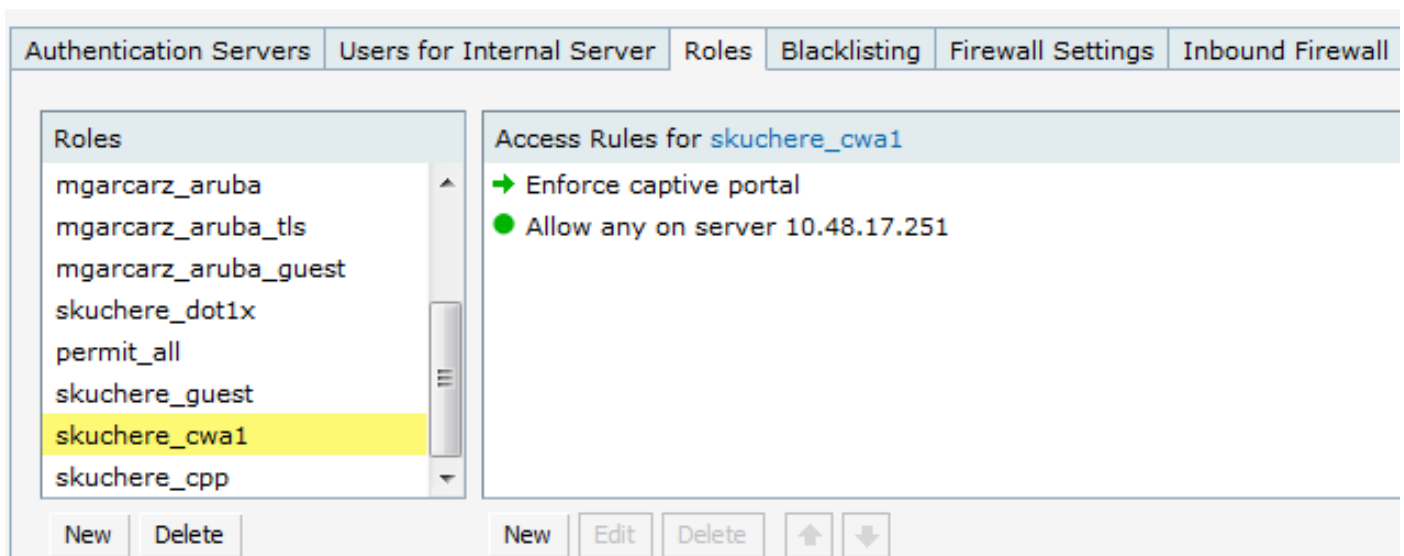 Authentication Servers Users for Internal Server Roles Blacklisting Firewall Settings Inbound Firewall
Roles
mgarcarz_aruba
mgarcarz_aruba_tls
mgarcarz_aruba_guest
skuchere_dot1x
permit_all
skuchere_guest
skuchere_cwa1
skuchere_cpp
New Delete
Access Rules for skuchere_cwa1
Enforce captive portal
Allow any on server 10.48.17.251
New Edit Delete